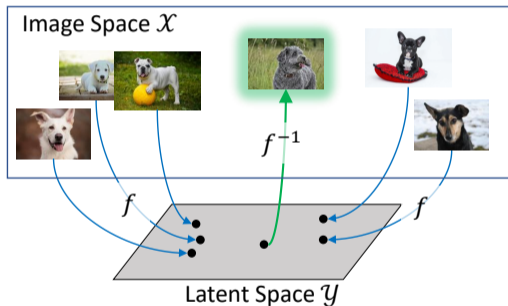 Image Space 𝒳
f⁻¹
f
f
Latent Space 𝒴